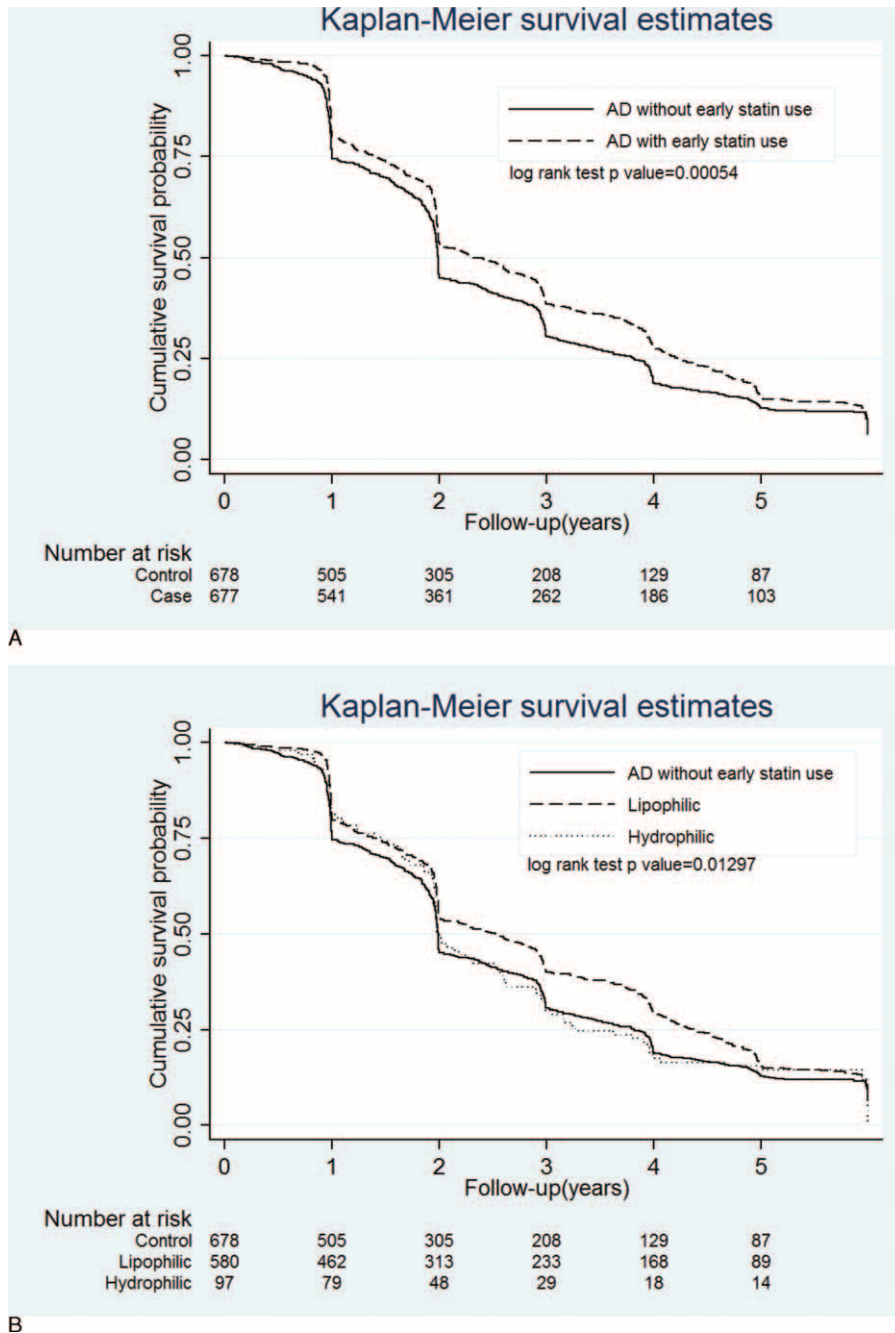 Kaplan-Meier survival estimates
Cumulative survival probability
1.00
0.75
0.50
0.25
0.00
AD without early statin use
AD with early statin use
log rank test p value=0.00054
0 1 2 3 4 5
Follow-up(years)
Number at risk
Control 678 505 305 208 129 87
Case 677 541 361 262 186 103
A
Kaplan-Meier survival estimates
Cumulative survival probability
1.00
0.75
0.50
0.25
0.00
AD without early statin use
Lipophilic
Hydrophilic
log rank test p value=0.01297
0 1 2 3 4 5
Follow-up(years)
Number at risk
Control 678 505 305 208 129 87
Lipophilic 580 462 313 233 168 89
Hydrophilic 97 79 48 29 18 14
B